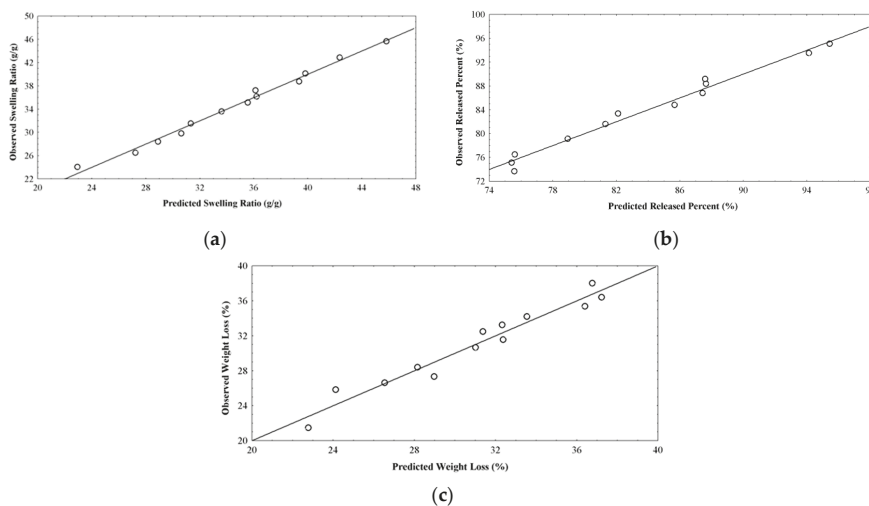 50
46
42
38
34
30
26
22
20 24 28 32 36 40 44 48
Observed Swelling Ratio (g/g)
Predicted Swelling Ratio (g/g)
(a)
100
96
92
88
84
80
76
72
74 78 82 86 90 94
Observed Released Percent (%)
Predicted Released Percent (%)
(b)
40
36
32
28
24
20
20 24 28 32 36 40
Observed Weight Loss (%)
Predicted Weight Loss (%)
(c)